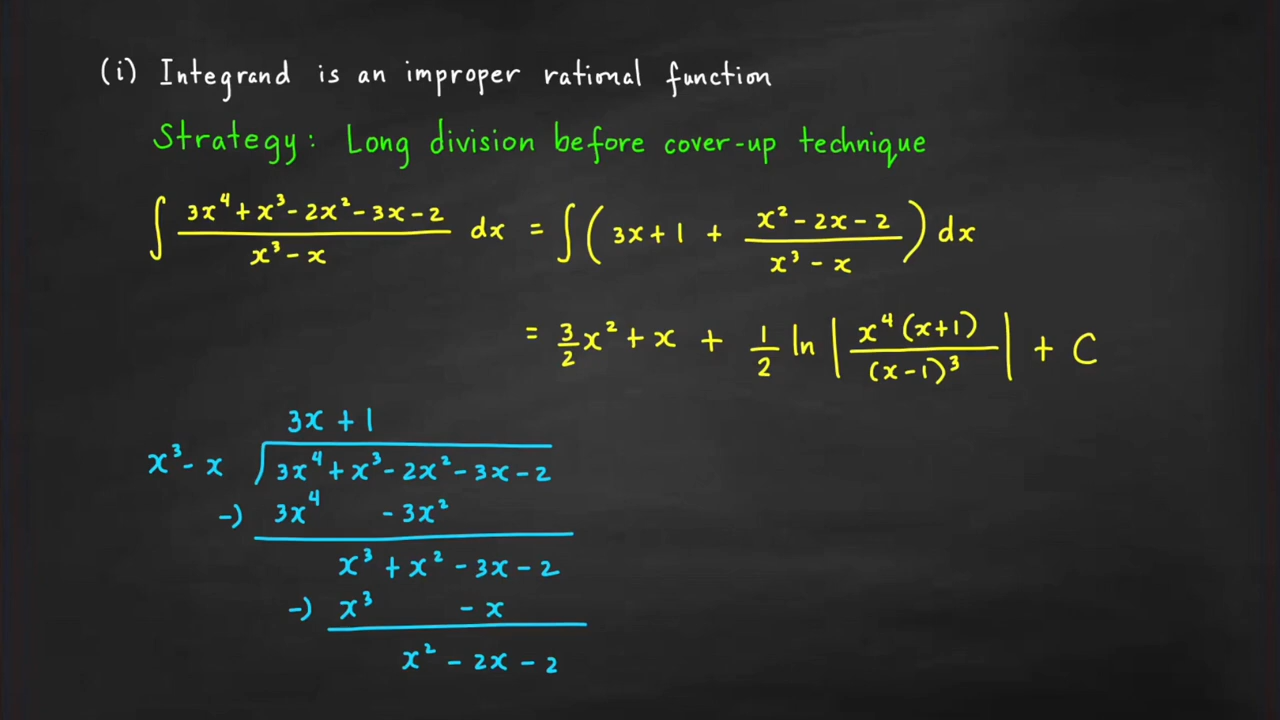 (i) Integrand is an improper rational function
Strategy: Long division before cover-up technique
∫ (3x⁴ + x³ - 2x² - 3x - 2)/(x³ - x) dx = ∫ (3x + 1 + (x² - 2x - 2)/(x³ - x)) dx
= 3/2 x² + x + 1/2 ln |x⁴(x+1)/(x-1)³| + C
3x + 1
x³ - x ) 3x⁴ + x³ - 2x² - 3x - 2
-) 3x⁴ - 3x²
x³ + x² - 3x - 2
-) x³ - x
x² - 2x - 2